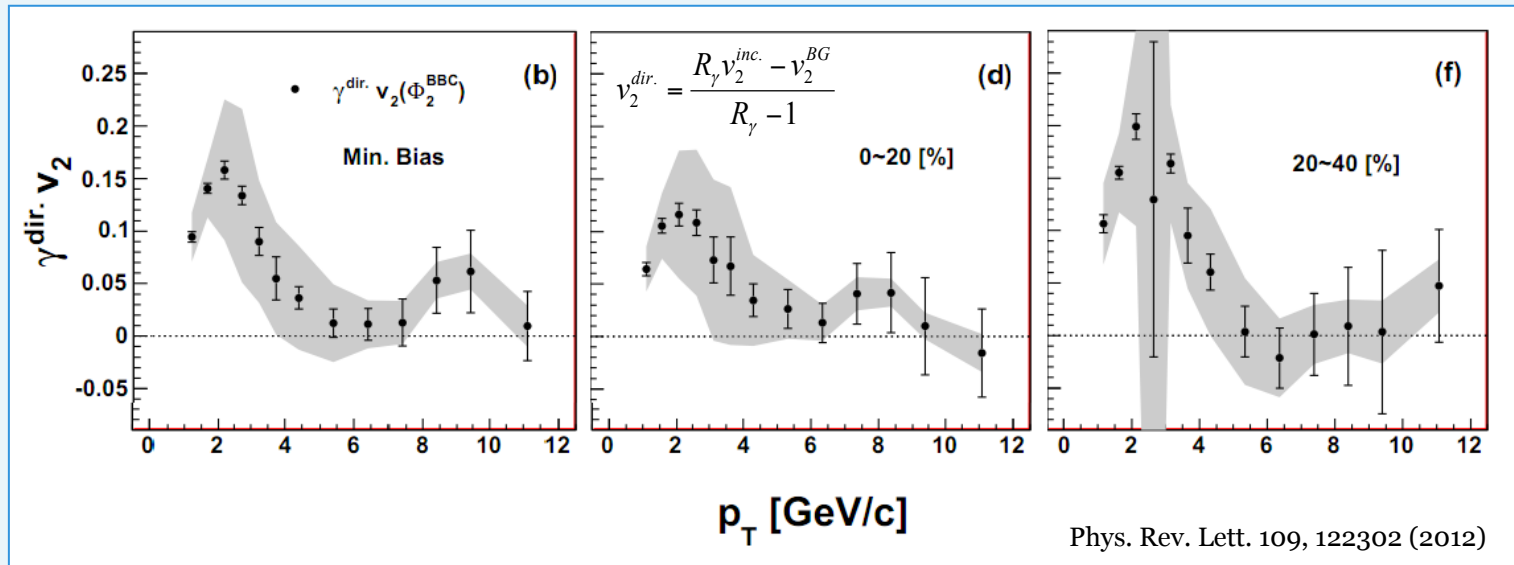 γ^dir. v_2
0.25
0.2
0.15
0.1
0.05
0
-0.05
(b)
γ^dir. v_2(Φ_2^BBC)
Min. Bias
0 2 4 6 8 10 12
(d)
v_2^dir. = (R_γ v_2^inc. − v_2^BG) / (R_γ − 1)
0~20 [%]
0 2 4 6 8 10 12
(f)
20~40 [%]
0 2 4 6 8 10 12
p_T [GeV/c]
Phys. Rev. Lett. 109, 122302 (2012)